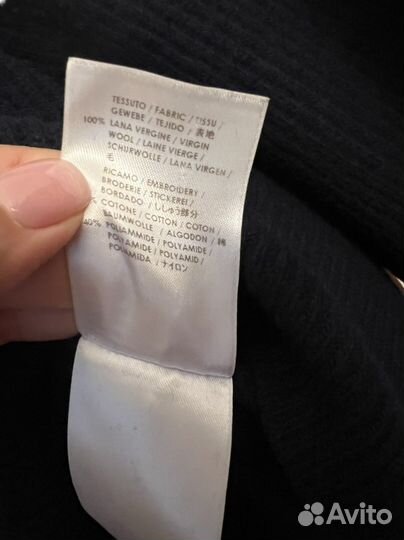 TESSUTO / FABRIC / TISSU /
GEWEBE / TEJIDO / 表地
100% LANA VERGINE / VIRGIN
WOOL / LAINE VIERGE /
SCHURWOLLE / LANA VIRGEN /
毛
RICAMO / EMBROIDERY /
BRODERIE / STICKEREI /
BORDADO / ししゅう部分
% COTONE / COTTON / COTON /
BAUMWOLLE / ALGODON / 綿
40% POLIAMMIDE / POLYAMIDE /
POLYAMIDE / POLYAMID /
POLIAMIDA / ナイロン
Avito